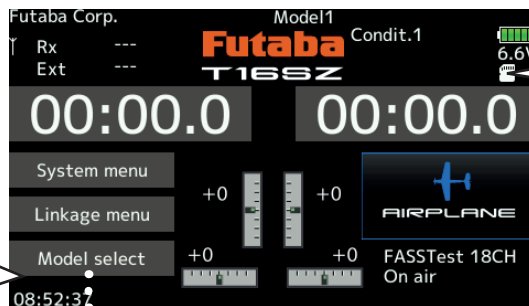 Futaba Corp.
Model1
Rx ---
Ext ---
Futaba
T16SZ
Condit.1
6.6V
00:00.0
00:00.0
System menu
Linkage menu
Model select
+0
+0
+0
+0
AIRPLANE
FASSTest 18CH
On air
08:52:37